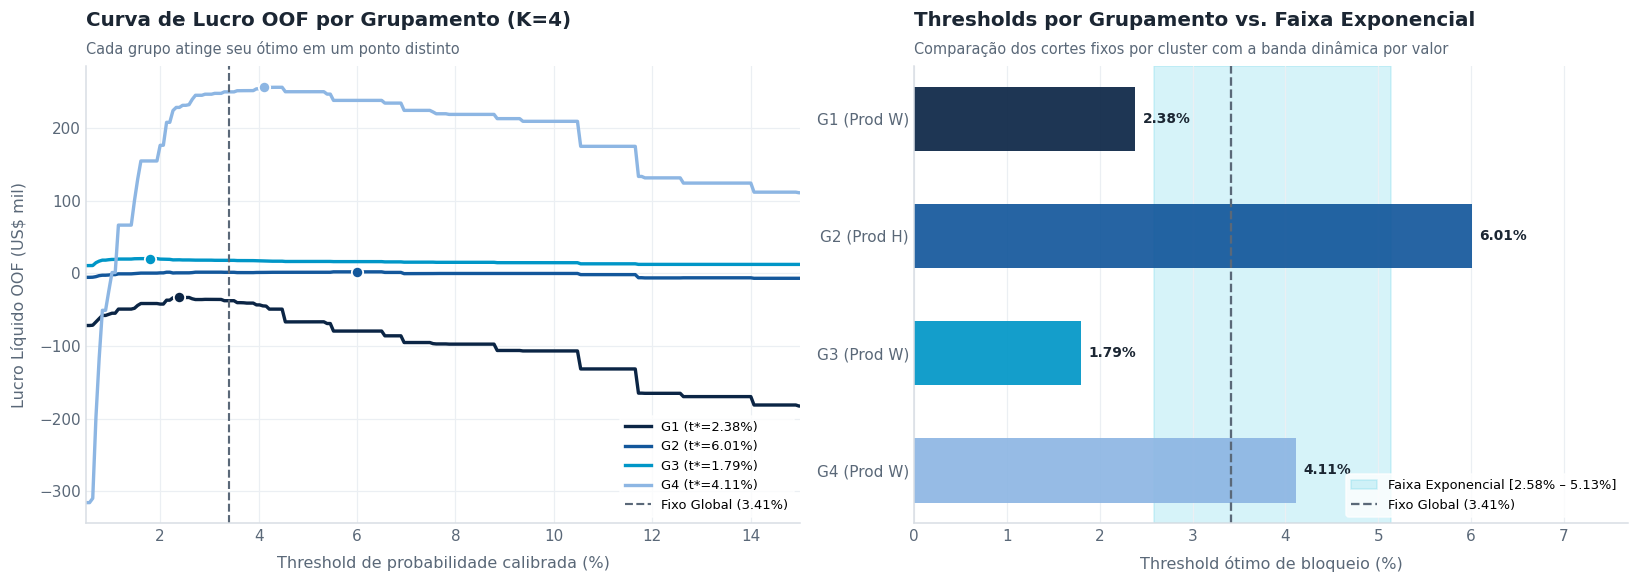 Curva de Lucro OOF por Grupamento (K=4)
Cada grupo atinge seu ótimo em um ponto distinto
Lucro Líquido OOF (US$ mil)
200
100
0
−100
−200
−300
G1 (t*=2.38%)
G2 (t*=6.01%)
G3 (t*=1.79%)
G4 (t*=4.11%)
Fixo Global (3.41%)
2
4
6
8
10
12
14
Threshold de probabilidade calibrada (%)
Thresholds por Grupamento vs. Faixa Exponencial
Comparação dos cortes fixos por cluster com a banda dinâmica por valor
G1 (Prod W)
2.38%
G2 (Prod H)
6.01%
G3 (Prod W)
1.79%
G4 (Prod W)
4.11%
Faixa Exponencial [2.58% – 5.13%]
Fixo Global (3.41%)
0
1
2
3
4
5
6
7
Threshold ótimo de bloqueio (%)